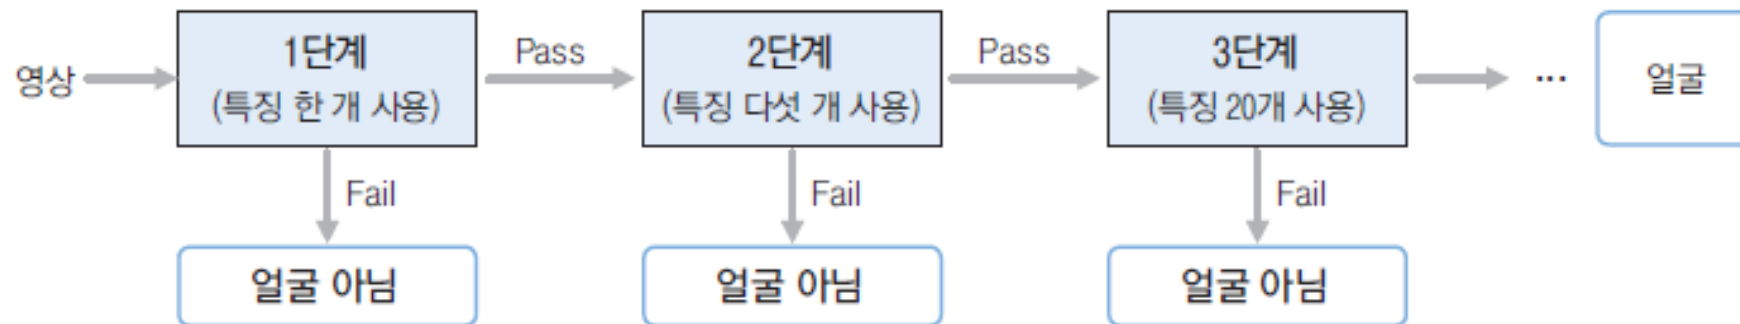 영상
1단계
(특징 한 개 사용)
Pass
2단계
(특징 다섯 개 사용)
Pass
3단계
(특징 20개 사용)
...
얼굴
Fail
Fail
Fail
얼굴 아님
얼굴 아님
얼굴 아님